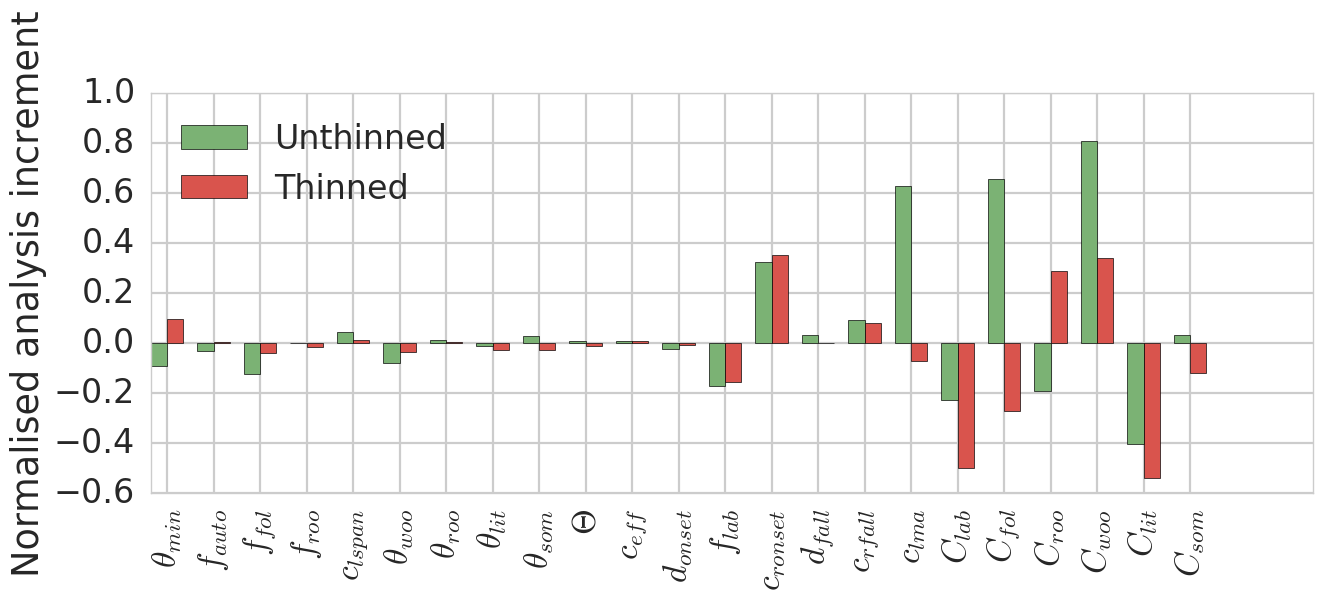 Normalised analysis increment
1.0
0.8
0.6
0.4
0.2
0.0
−0.2
−0.4
−0.6
Unthinned
Thinned
θmin
fauto
ffol
froo
clspan
θwoo
θroo
θlit
θsom
Θ
ceff
donset
flab
cronset
dfall
crfall
clma
Clab
Cfol
Croo
Cwoo
Clit
Csom